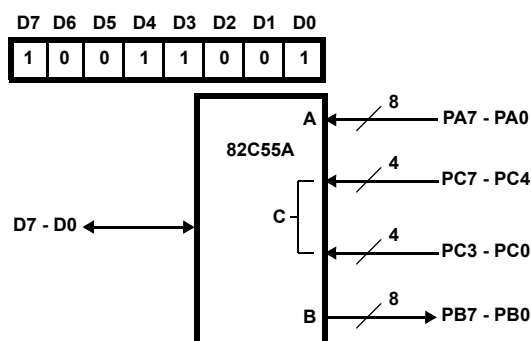 D7 D6 D5 D4 D3 D2 D1 D0
1 0 0 1 1 0 0 1
A 8 PA7 - PA0
82C55A
4 PC7 - PC4
D7 - D0 C
4 PC3 - PC0
B 8 PB7 - PB0